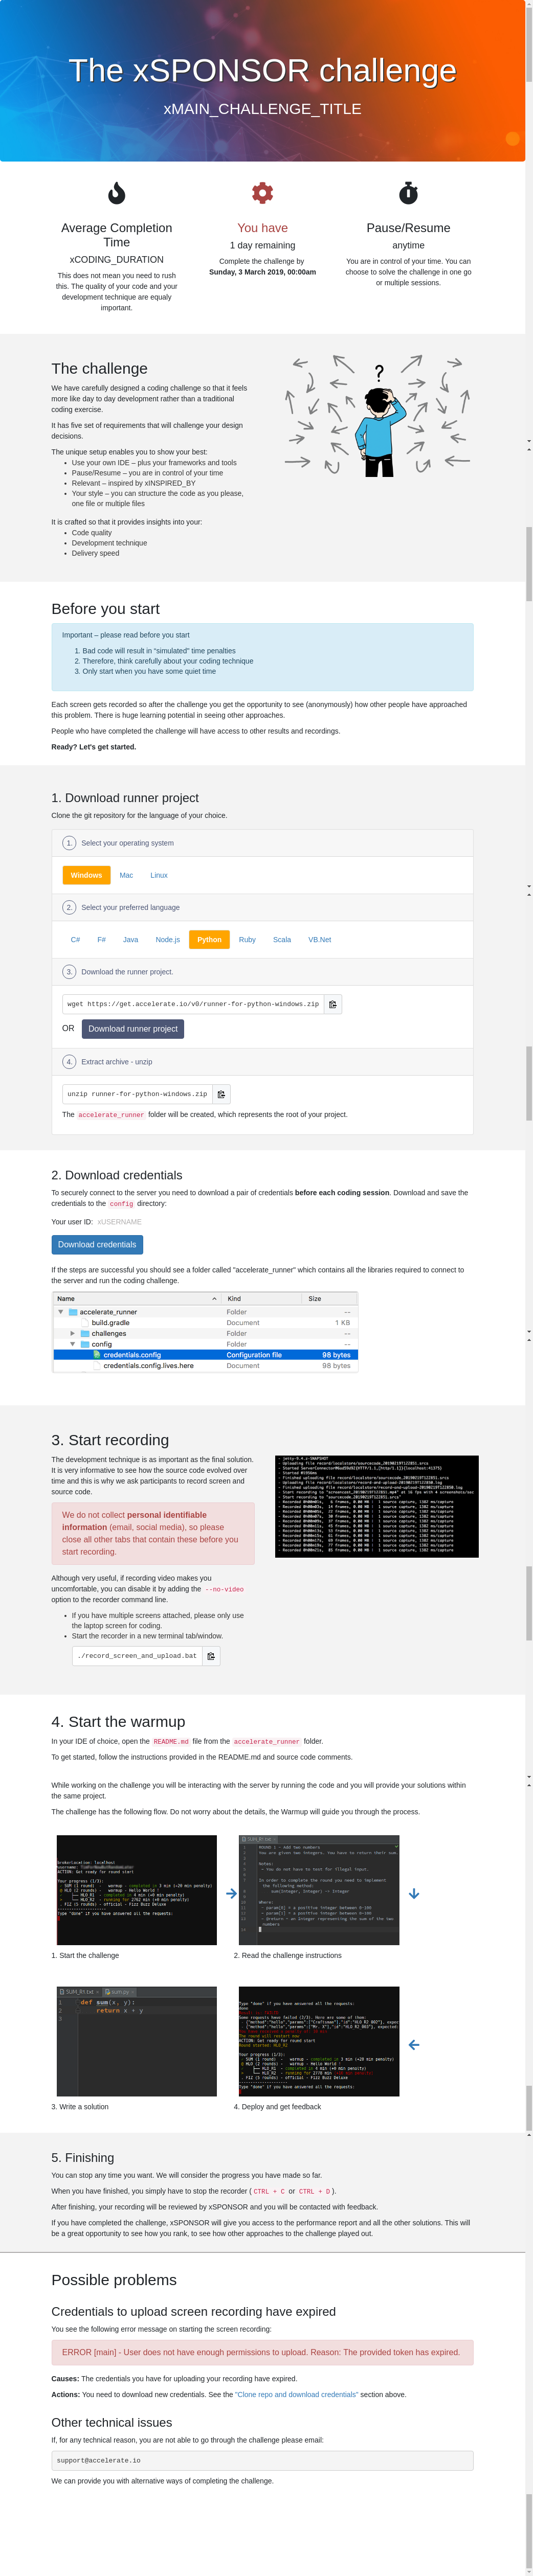 The xSPONSOR challenge
xMAIN_CHALLENGE_TITLE
Average Completion
Time
xCODING_DURATION
This does not mean you need to rush
this. The quality of your code and your
development technique are equaly
important.
You have
1 day remaining
Complete the challenge by
Sunday, 3 March 2019, 00:00am
Pause/Resume
anytime
You are in control of your time. You can
choose to solve the challenge in one go
or multiple sessions.
The challenge
We have carefully designed a coding challenge so that it feels
more like day to day development rather than a traditional
coding exercise.
It has five set of requirements that will challenge your design
decisions.
The unique setup enables you to show your best:
• Use your own IDE – plus your frameworks and tools
• Pause/Resume – you are in control of your time
• Relevant – inspired by xINSPIRED_BY
• Your style – you can structure the code as you please,
one file or multiple files
It is crafted so that it provides insights into your:
• Code quality
• Development technique
• Delivery speed
?
Before you start
Important – please read before you start
1. Bad code will result in "simulated" time penalties
2. Therefore, think carefully about your coding technique
3. Only start when you have some quiet time
Each screen gets recorded so after the challenge you get the opportunity to see (anonymously) how other people have approached
this problem. There is huge learning potential in seeing other approaches.
People who have completed the challenge will have access to other results and recordings.
Ready? Let's get started.
1. Download runner project
Clone the git repository for the language of your choice.
1. Select your operating system
Windows Mac Linux
2. Select your preferred language
C# F# Java Node.js Python Ruby Scala VB.Net
3. Download the runner project.
wget https://get.accelerate.io/v0/runner-for-python-windows.zip
OR Download runner project
4. Extract archive - unzip
unzip runner-for-python-windows.zip
The accelerate_runner folder will be created, which represents the root of your project.
2. Download credentials
To securely connect to the server you need to download a pair of credentials before each coding session. Download and save the
credentials to the config directory:
Your user ID: xUSERNAME
Download credentials
If the steps are successful you should see a folder called "accelerate_runner" which contains all the libraries required to connect to
the server and run the coding challenge.
Name Kind Size
accelerate_runner Folder --
build.gradle Document 1 KB
challenges Folder --
config Folder --
credentials.config Configuration file 98 bytes
credentials.config.lives.here Document 98 bytes
3. Start recording
The development technique is as important as the final solution.
It is very informative to see how the source code evolved over
time and this is why we ask participants to record screen and
source code.
We do not collect personal identifiable
information (email, social media), so please
close all other tabs that contain these before you
start recording.
Although very useful, if recording video makes you
uncomfortable, you can disable it by adding the --no-video
option to the recorder command line.
• If you have multiple screens attached, please only use
the laptop screen for coding.
• Start the recorder in a new terminal tab/window.
./record_screen_and_upload.bat
4. Start the warmup
In your IDE of choice, open the README.md file from the accelerate_runner folder.
To get started, follow the instructions provided in the README.md and source code comments.
While working on the challenge you will be interacting with the server by running the code and you will provide your solutions within
the same project.
The challenge has the following flow. Do not worry about the details, the Warmup will guide you through the process.
1. Start the challenge
2. Read the challenge instructions
def sum(x, y):
return x + y
3. Write a solution
4. Deploy and get feedback
5. Finishing
You can stop any time you want. We will consider the progress you have made so far.
When you have finished, you simply have to stop the recorder ( CTRL + C or CTRL + D ).
After finishing, your recording will be reviewed by xSPONSOR and you will be contacted with feedback.
If you have completed the challenge, xSPONSOR will give you access to the performance report and all the other solutions. This will
be a great opportunity to see how you rank, to see how other approaches to the challenge played out.
Possible problems
Credentials to upload screen recording have expired
You see the following error message on starting the screen recording:
ERROR [main] - User does not have enough permissions to upload. Reason: The provided token has expired.
Causes: The credentials you have for uploading your recording have expired.
Actions: You need to download new credentials. See the "Clone repo and download credentials" section above.
Other technical issues
If, for any technical reason, you are not able to go through the challenge please email:
support@accelerate.io
We can provide you with alternative ways of completing the challenge.